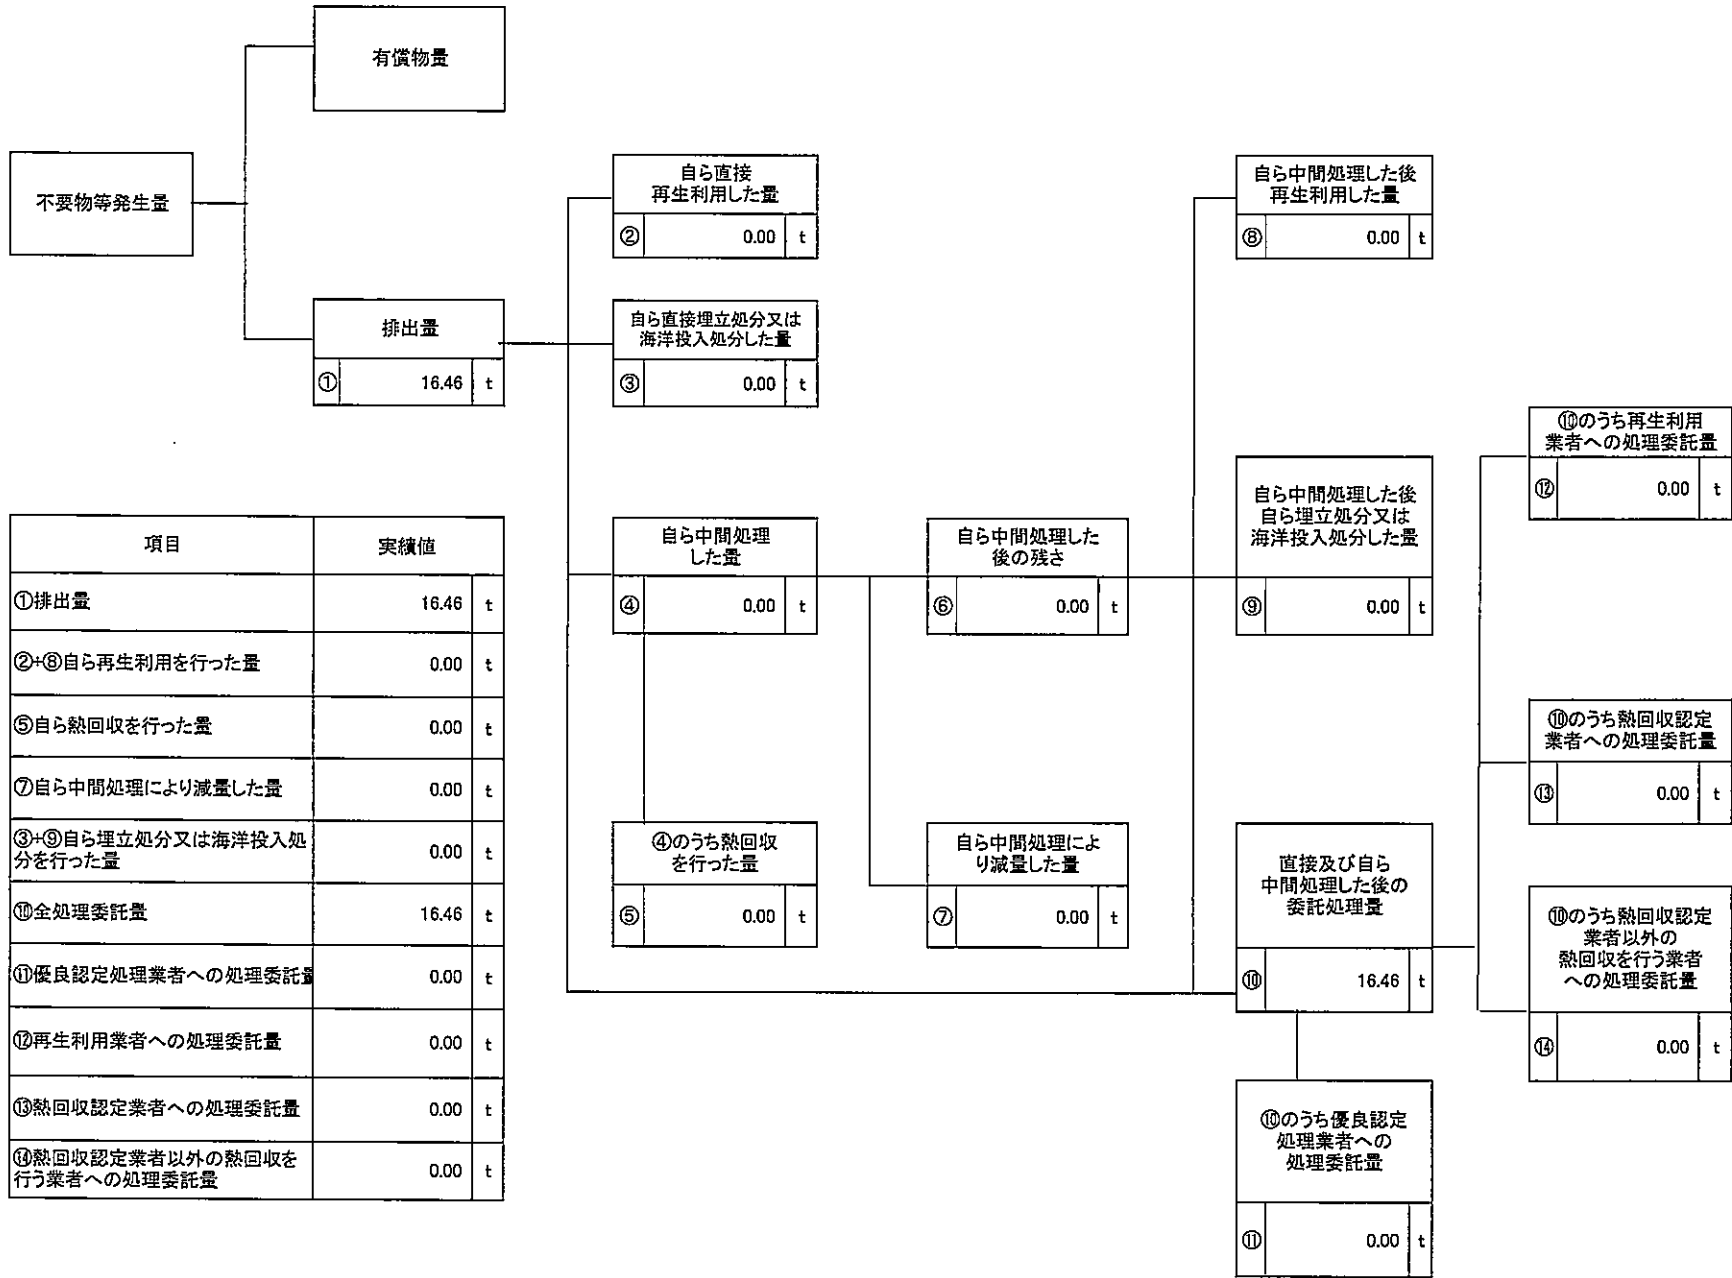 有償物量
不要物等発生量
排出量
① 16.46 t
自ら直接
再生利用した量
② 0.00 t
自ら直接埋立処分又は
海洋投入処分した量
③ 0.00 t
自ら中間処理
した量
④ 0.00 t
④のうち熱回収
を行った量
⑤ 0.00 t
自ら中間処理した
後の残さ
⑥ 0.00 t
自ら中間処理によ
り減量した量
⑦ 0.00 t
自ら中間処理した後
再生利用した量
⑧ 0.00 t
自ら中間処理した後
自ら埋立処分又は
海洋投入処分した量
⑨ 0.00 t
直接及び自ら
中間処理した後の
委託処理量
⑩ 16.46 t
⑩のうち優良認定
処理業者への
処理委託量
⑪ 0.00 t
⑩のうち再生利用
業者への処理委託量
⑫ 0.00 t
⑩のうち熱回収認定
業者への処理委託量
⑬ 0.00 t
⑩のうち熱回収認定
業者以外の
熱回収を行う業者
への処理委託量
⑭ 0.00 t
項目 実績値
①排出量 16.46 t
②+⑧自ら再生利用を行った量 0.00 t
⑤自ら熱回収を行った量 0.00 t
⑦自ら中間処理により減量した量 0.00 t
③+⑨自ら埋立処分又は海洋投入処
分を行った量 0.00 t
⑩全処理委託量 16.46 t
⑪優良認定処理業者への処理委託量 0.00 t
⑫再生利用業者への処理委託量 0.00 t
⑬熱回収認定業者への処理委託量 0.00 t
⑭熱回収認定業者以外の熱回収を
行う業者への処理委託量 0.00 t